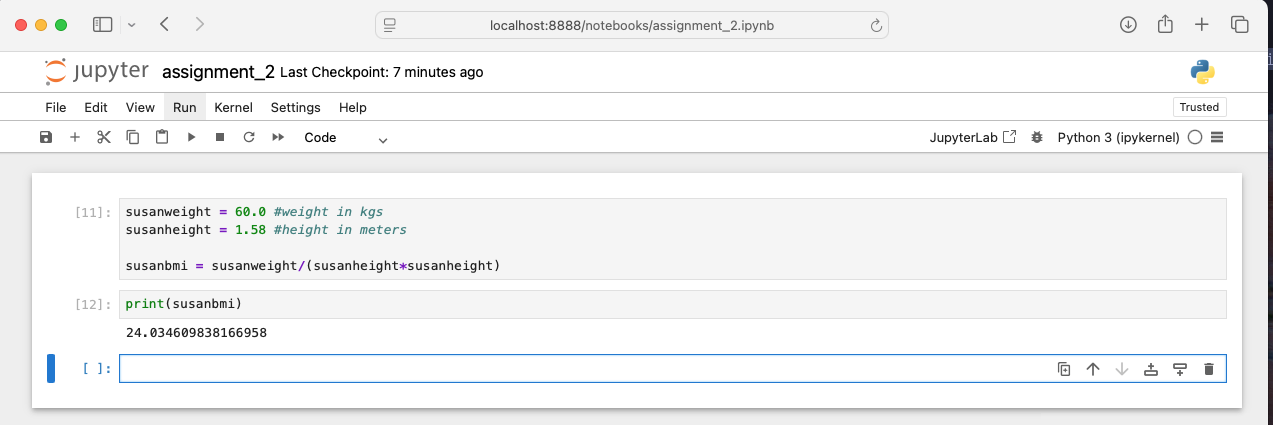 localhost:8888/notebooks/assignment_2.ipynb
jupyter assignment_2 Last Checkpoint: 7 minutes ago
File Edit View Run Kernel Settings Help Trusted
Code JupyterLab Python 3 (ipykernel)
[11]: susanweight = 60.0 #weight in kgs
susanheight = 1.58 #height in meters
susanbmi = susanweight/(susanheight*susanheight)
[12]: print(susanbmi)
24.034609838166958
[ ]: